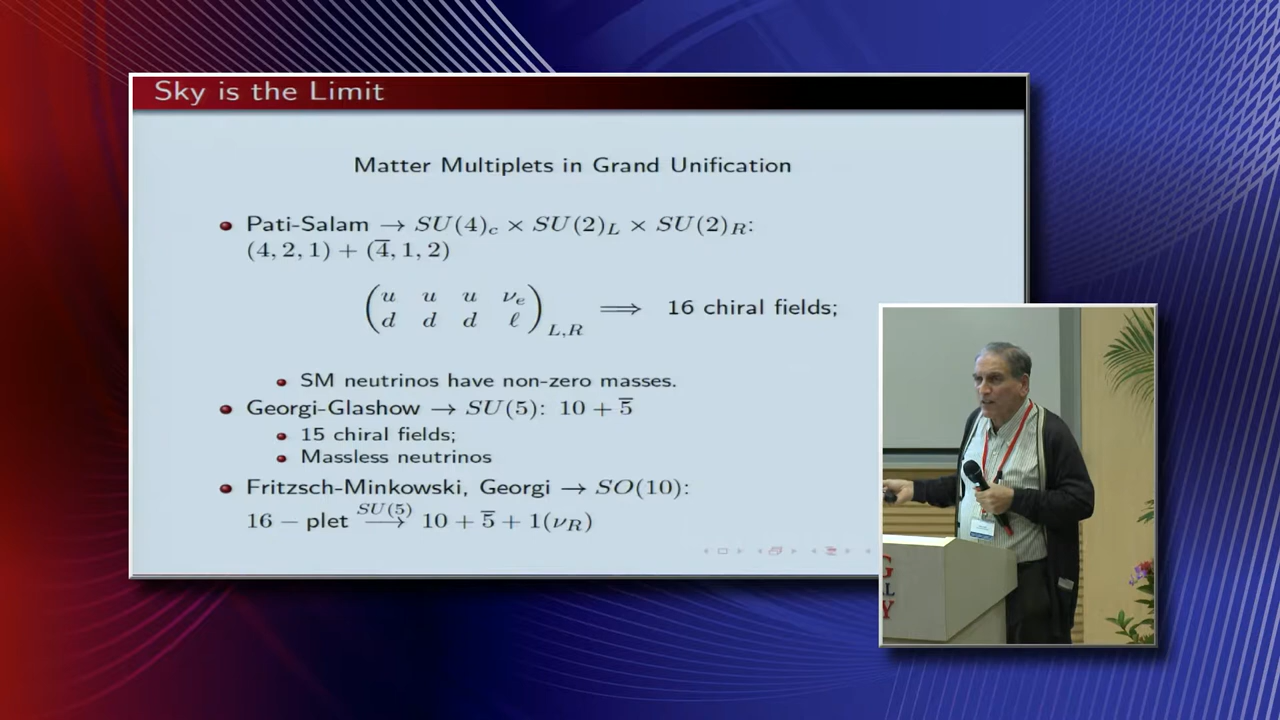 Sky is the Limit
Matter Multiplets in Grand Unification
Pati-Salam → SU(4)c × SU(2)L × SU(2)R:
(4, 2, 1) + (4̅, 1, 2)
( u u u νe
d d d ℓ )L,R ⟹ 16 chiral fields;
SM neutrinos have non-zero masses.
Georgi-Glashow → SU(5): 10 + 5̅
15 chiral fields;
Massless neutrinos
Fritzsch-Minkowski, Georgi → SO(10):
16 − plet SU(5)⟶ 10 + 5̅ + 1(νR)
G
L
Y